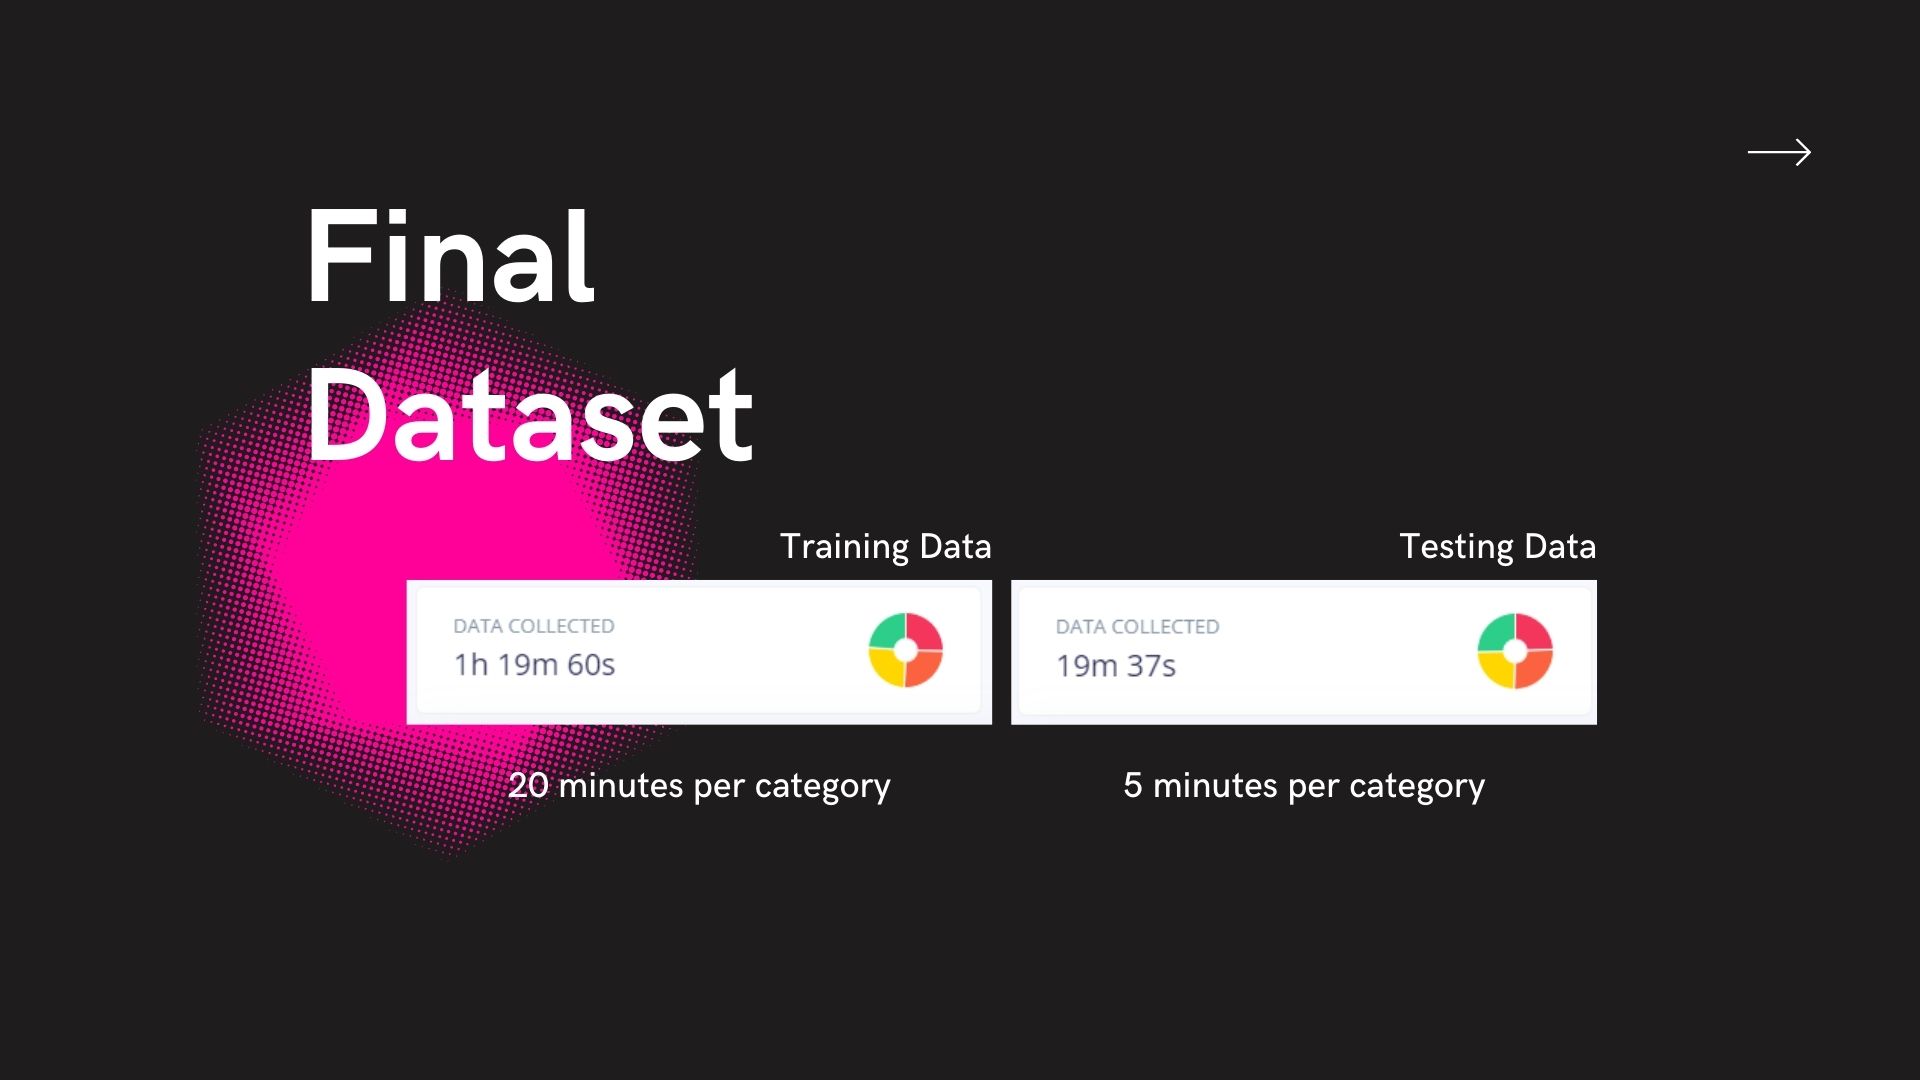 Final
Dataset
Training Data
DATA COLLECTED
1h 19m 60s
20 minutes per category
Testing Data
DATA COLLECTED
19m 37s
5 minutes per category